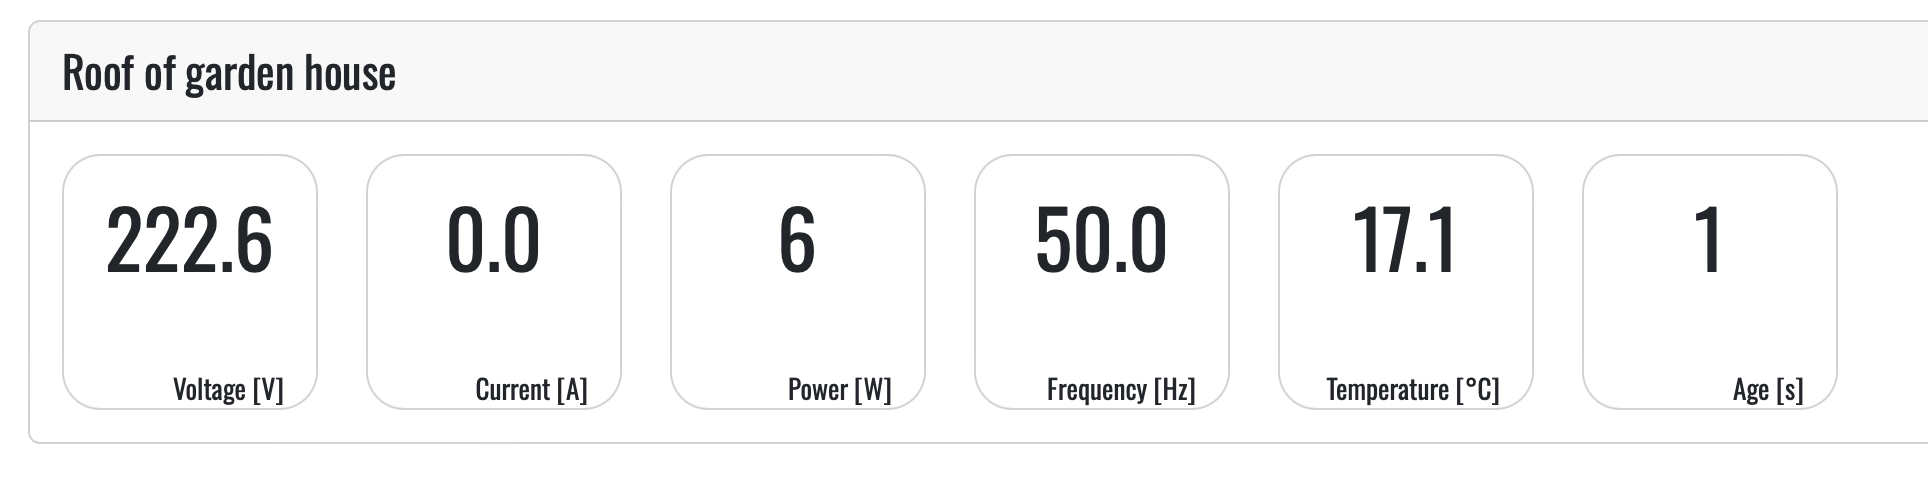 Roof of garden house
222.6
0.0
6
50.0
17.1
1
Voltage [V]
Current [A]
Power [W]
Frequency [Hz]
Temperature [°C]
Age [s]